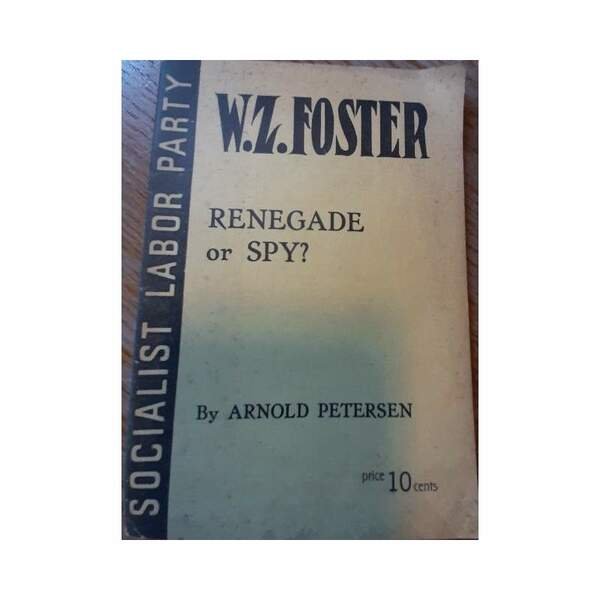 SOCIALIST LABOR PARTY
W.Z. FOSTER
RENEGADE
or SPY?
By ARNOLD PETERSEN
price 10 cents